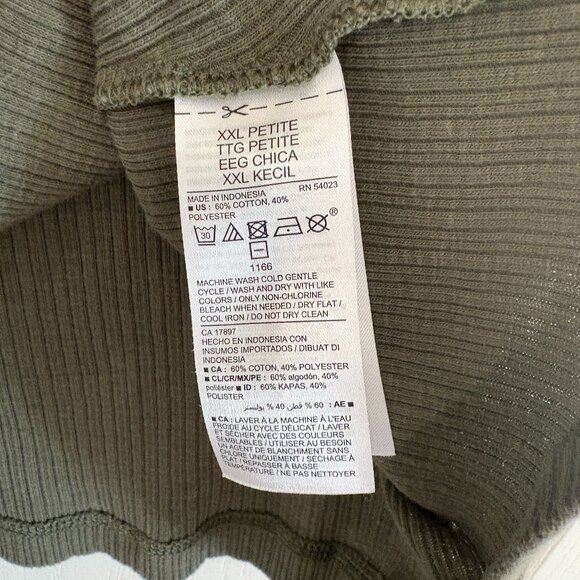 XXL PETITE
TTG PETITE
EEG CHICA
XXL KECIL
MADE IN INDONESIA RN 54023
■ US : 60% COTTON, 40%
POLYESTER
30 ®
1166
MACHINE WASH COLD GENTLE
CYCLE / WASH AND DRY WITH LIKE
COLORS / ONLY NON-CHLORINE
BLEACH WHEN NEEDED / DRY FLAT /
COOL IRON / DO NOT DRY CLEAN
CA 17897
HECHO EN INDONESIA CON
INSUMOS IMPORTADOS / DIBUAT DI
INDONESIA
■ CA : 60% COTON, 40% POLYESTER
■ CL/CR/MX/PE : 60% algodón, 40%
poliéster ■ ID : 60% KAPAS, 40%
POLISTER
■ AE : 60 % قطن 40 % بوليستر
■ CA : LAVER À LA MACHINE À L'EAU
FROIDE AU CYCLE DÉLICAT / LAVER
ET SÉCHER AVEC DES COULEURS
SEMBLABLES / UTILISER AU BESOIN
UN AGENT DE BLANCHIMENT SANS
CHLORE UNIQUEMENT / SÉCHAGE À
PLAT / REPASSER À BASSE
TEMPÉRATURE / NE PAS NETTOYER